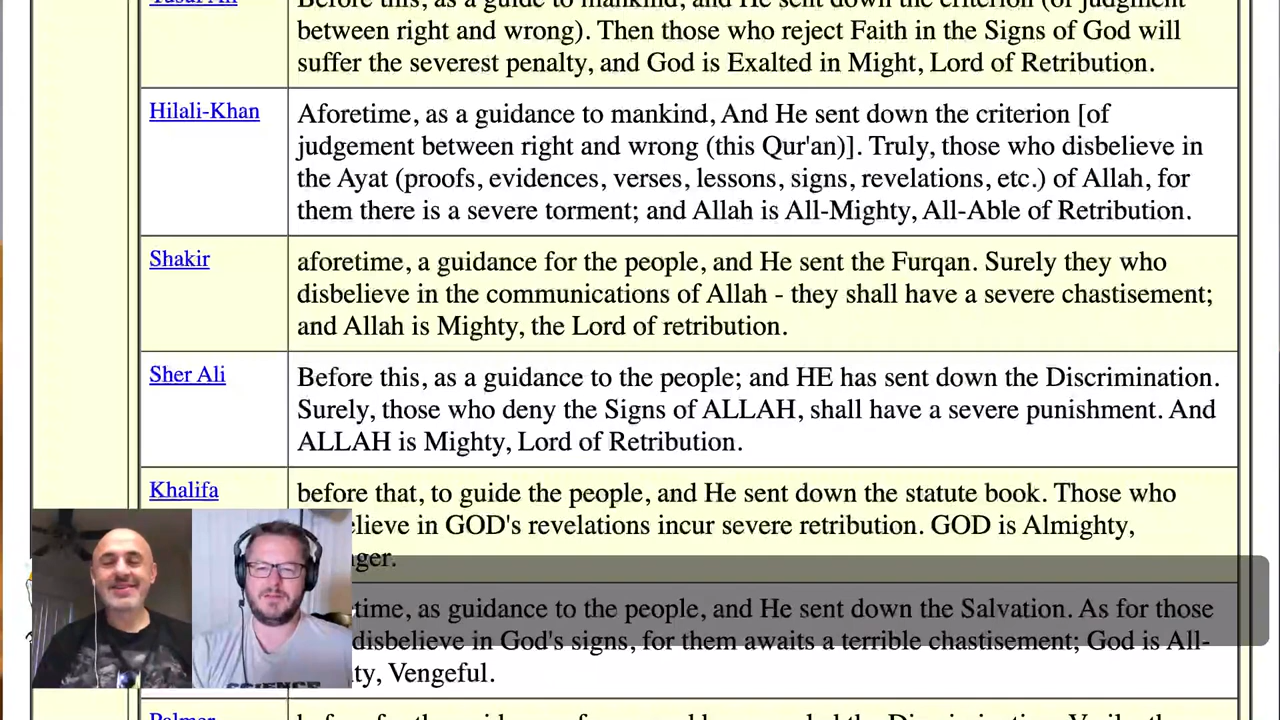 Yusuf Ali
Before this, as a guide to mankind, and He sent down the criterion (of judgment
between right and wrong). Then those who reject Faith in the Signs of God will
suffer the severest penalty, and God is Exalted in Might, Lord of Retribution.
Hilali-Khan
Aforetime, as a guidance to mankind, And He sent down the criterion [of
judgement between right and wrong (this Qur'an)]. Truly, those who disbelieve in
the Ayat (proofs, evidences, verses, lessons, signs, revelations, etc.) of Allah, for
them there is a severe torment; and Allah is All-Mighty, All-Able of Retribution.
Shakir
aforetime, a guidance for the people, and He sent the Furqan. Surely they who
disbelieve in the communications of Allah - they shall have a severe chastisement;
and Allah is Mighty, the Lord of retribution.
Sher Ali
Before this, as a guidance to the people; and HE has sent down the Discrimination.
Surely, those who deny the Signs of ALLAH, shall have a severe punishment. And
ALLAH is Mighty, Lord of Retribution.
Khalifa
before that, to guide the people, and He sent down the statute book. Those who
elieve in GOD's revelations incur severe retribution. GOD is Almighty,
nger.
time, as guidance to the people, and He sent down the Salvation. As for those
disbelieve in God's signs, for them awaits a terrible chastisement; God is All-
ty, Vengeful.
Palmer
SCIENCE